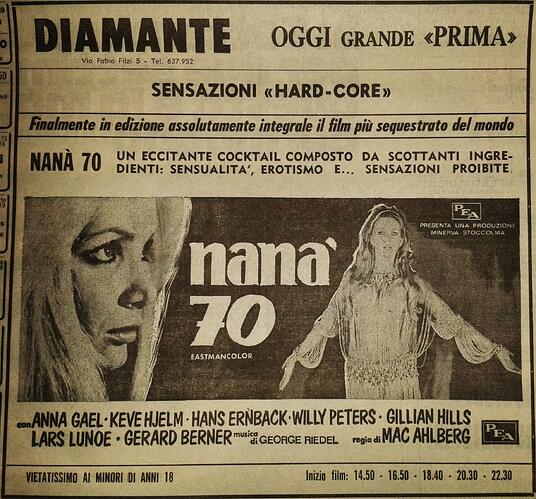 DIAMANTE
OGGI GRANDE «PRIMA»
Via Fabio Filzi 5 - Tel. 637.952
SENSAZIONI «HARD-CORE»
Finalmente in edizione assolutamente integrale il film più sequestrato del mondo
NANÀ 70
UN ECCITANTE COCKTAIL COMPOSTO DA SCOTTANTI INGRE-
DIENTI: SENSUALITA', EROTISMO E... SENSAZIONI PROIBITE
PEA
PRESENTA UNA PRODUZIONE
MINERVA-STOCCOLMA
nanà
70
EASTMANCOLOR
con ANNA GAEL · KEVE HJELM · HANS ERNBACK · WILLY PETERS · GILLIAN HILLS
LARS LUNOE · GERARD BERNER musica di GEORGE RIEDEL regia di MAC AHLBERG PEA
VIETATISSIMO AI MINORI DI ANNI 18
Inizio film: 14.50 - 16.50 - 18.40 - 20.30 - 22.30